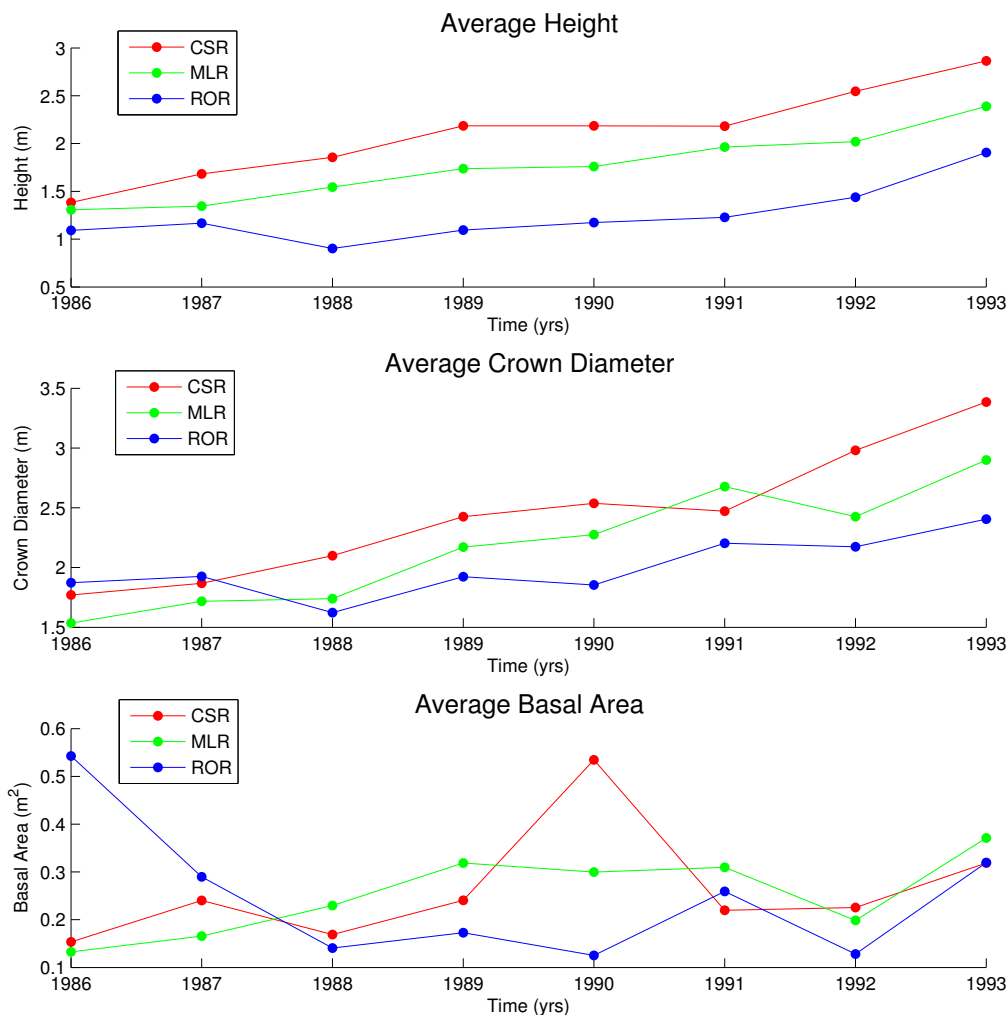 Average Height
CSR
MLR
ROR
Height (m)
3
2.5
2
1.5
1
0.5
1986 1987 1988 1989 1990 1991 1992 1993
Time (yrs)
Average Crown Diameter
CSR
MLR
ROR
Crown Diameter (m)
3.5
3
2.5
2
1.5
1986 1987 1988 1989 1990 1991 1992 1993
Time (yrs)
Average Basal Area
CSR
MLR
ROR
Basal Area (m²)
0.6
0.5
0.4
0.3
0.2
0.1
1986 1987 1988 1989 1990 1991 1992 1993
Time (yrs)